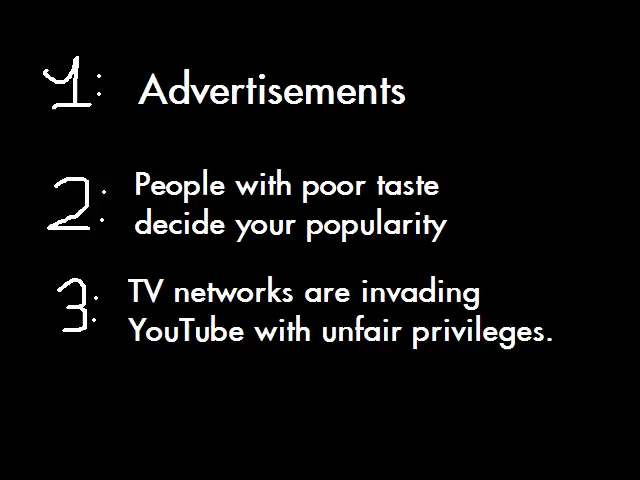 1: Advertisements
2: People with poor taste
decide your popularity
3: TV networks are invading
YouTube with unfair privileges.